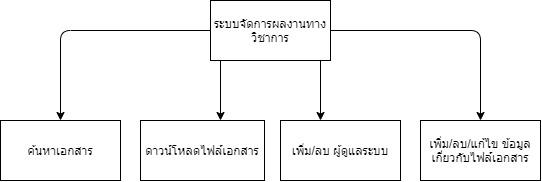 ระบบจัดการผลงานทาง
วิชาการ
ค้นหาเอกสาร
ดาวน์โหลดไฟล์เอกสาร
เพิ่ม/ลบ ผู้ดูแลระบบ
เพิ่ม/ลบ/แก้ไข ข้อมูล
เกี่ยวกับไฟล์เอกสาร